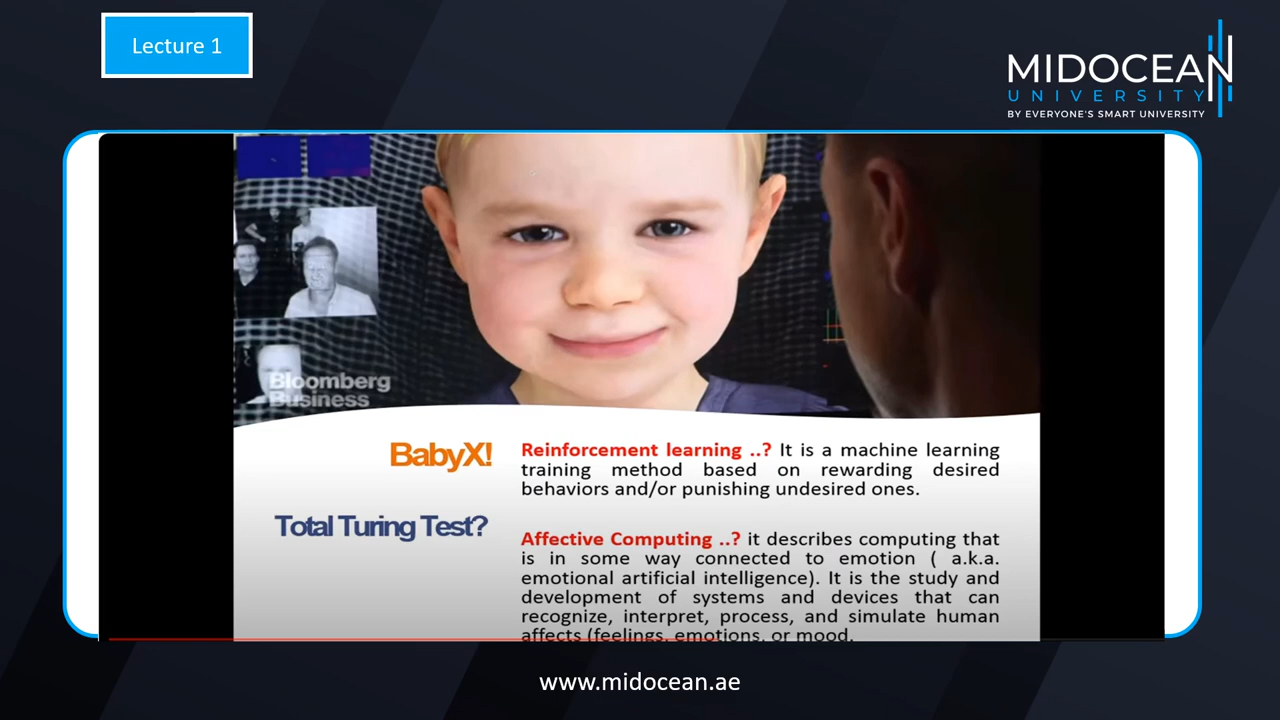 Lecture 1
MIDOCEAN
UNIVERSITY
BY EVERYONE'S SMART UNIVERSITY
Bloomberg
Business
BabyX!
Total Turing Test?
Reinforcement learning ..? It is a machine learning
training method based on rewarding desired
behaviors and/or punishing undesired ones.
Affective Computing ..? it describes computing that
is in some way connected to emotion ( a.k.a.
emotional artificial intelligence). It is the study and
development of systems and devices that can
recognize, interpret, process, and simulate human
affects (feelings, emotions, or mood.
www.midocean.ae